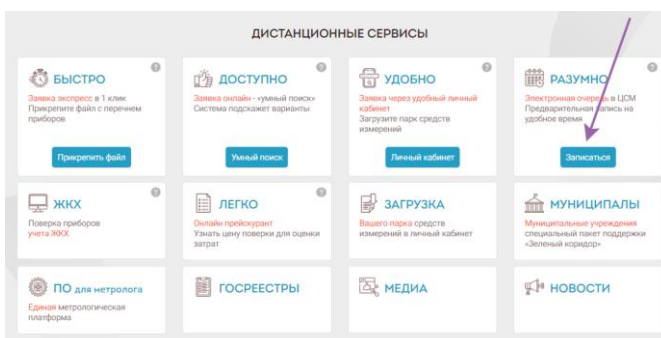 ДИСТАНЦИОННЫЕ СЕРВИСЫ
БЫСТРО
Заявка экспресс в 1 клик
Прикрепите файл с перечнем
приборов
Прикрепить файл
ДОСТУПНО
Заявка онлайн - «умный поиск»
Система подскажет варианты
Умный поиск
УДОБНО
Заявка через удобный личный
кабинет
Загрузите парк средств
измерений
Личный кабинет
РАЗУМНО
Электронная очередь в ЦСМ
Предварительная запись на
удобное время
Записаться
ЖКХ
Поверка приборов
учета ЖКХ
ЛЕГКО
Онлайн прейскурант
Узнать цену поверки для оценки
затрат
ЗАГРУЗКА
Вашего парка средств
измерений в личный кабинет
МУНИЦИПАЛЫ
Муниципальные учреждения
специальный пакет поддержки
«Зеленый коридор»
ПО для метролога
Единая метрологическая
платформа
ГОСРЕЕСТРЫ
МЕДИА
НОВОСТИ